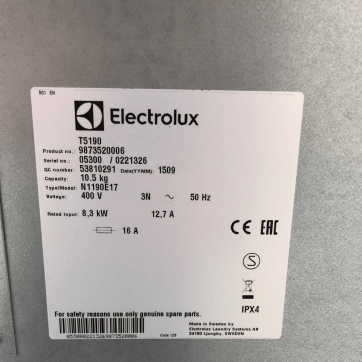 N01 EN
Electrolux
T5190
Product no.: 9873520006
Serial no.: 05300 / 0221326
QC number: 53810291 Date(YYMM): 1509
Capacity: 10.5 kg
Type/Model: N1190E17
Voltage: 400 V 3N ~ 50 Hz
Rated input: 8,3 kW 12,7 A
16 A
CE EAC
S
IPX4
For safety reasons use only genuine spare parts.
Made in Sweden by
Electrolux Laundry Systems AB
34180 Ljungby, SWEDEN
0530002213269873520006